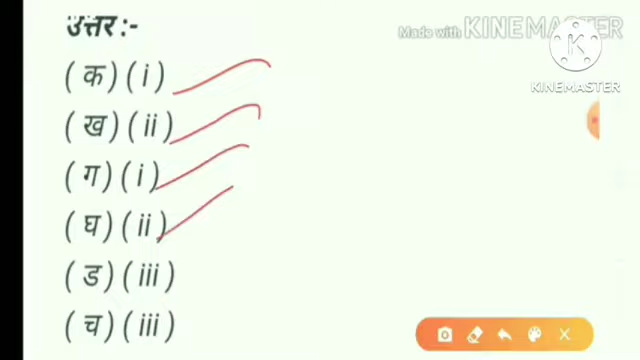 उत्तर :-
Made with KINEMASTER
KINEMASTER
( क ) ( i )
( ख ) ( ii )
( ग ) ( i )
( घ ) ( ii )
( ड ) ( iii )
( च ) ( iii )